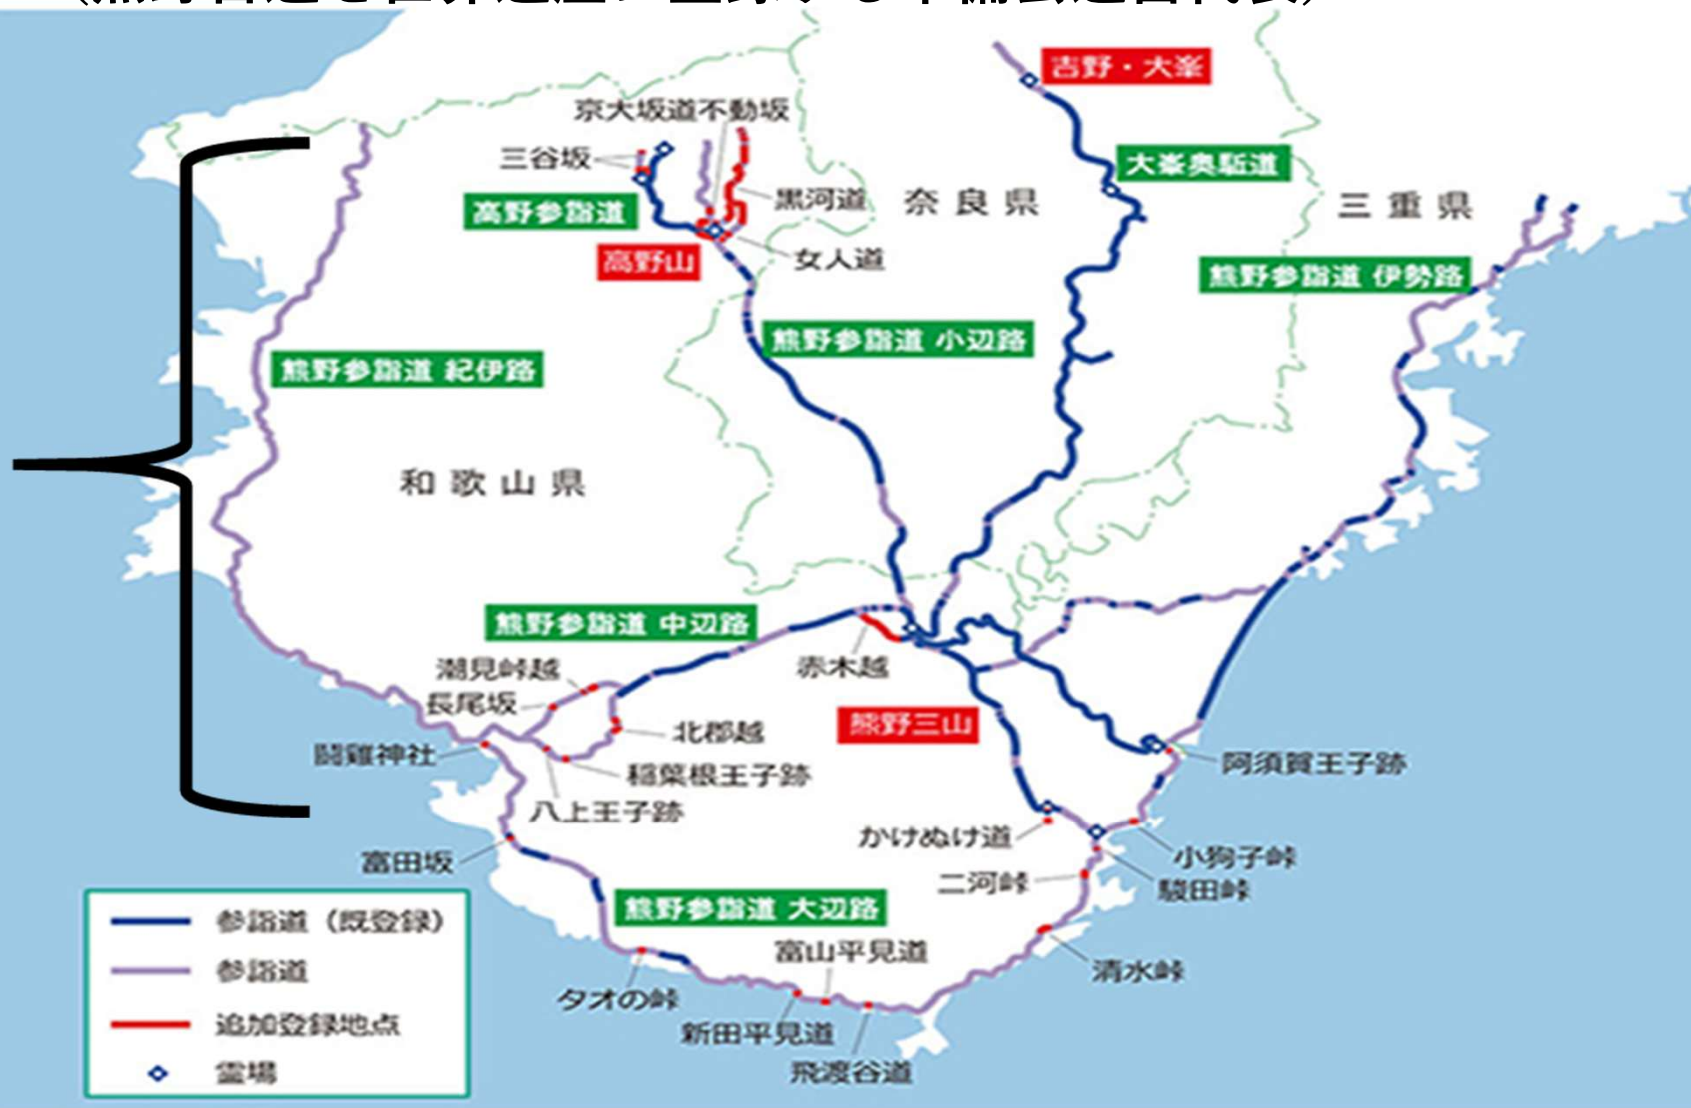 吉野・大峯
京大坂道不動坂
三谷坂
大峯奥駈道
黒河道
奈良県
三重県
高野参詣道
高野山
女人道
熊野参詣道 伊勢路
熊野参詣道 小辺路
熊野参詣道 紀伊路
和歌山県
熊野参詣道 中辺路
潮見峠越
赤木越
長尾坂
熊野三山
北郡越
闘雞神社
稲葉根王子跡
阿須賀王子跡
八上王子跡
かけぬけ道
富田坂
小狗子峠
二河峠
駿田峠
熊野参詣道 大辺路
参詣道（既登録）
富山平見道
参詣道
清水峠
タオの峠
追加登録地点
新田平見道
霊場
飛渡谷道